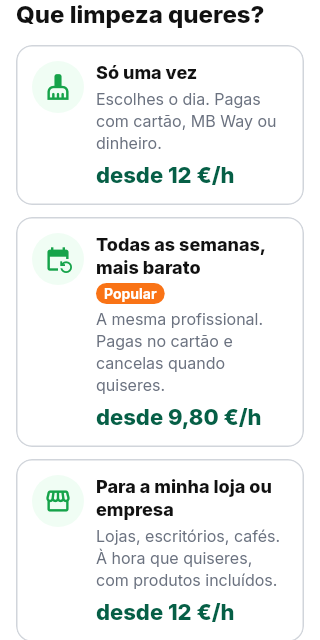 Que limpeza queres?
Só uma vez
Escolhes o dia. Pagas
com cartão, MB Way ou
dinheiro.
desde 12 €/h
Todas as semanas,
mais barato
Popular
A mesma profissional.
Pagas no cartão e
cancelas quando
quiseres.
desde 9,80 €/h
Para a minha loja ou
empresa
Lojas, escritórios, cafés.
À hora que quiseres,
com produtos incluídos.
desde 12 €/h